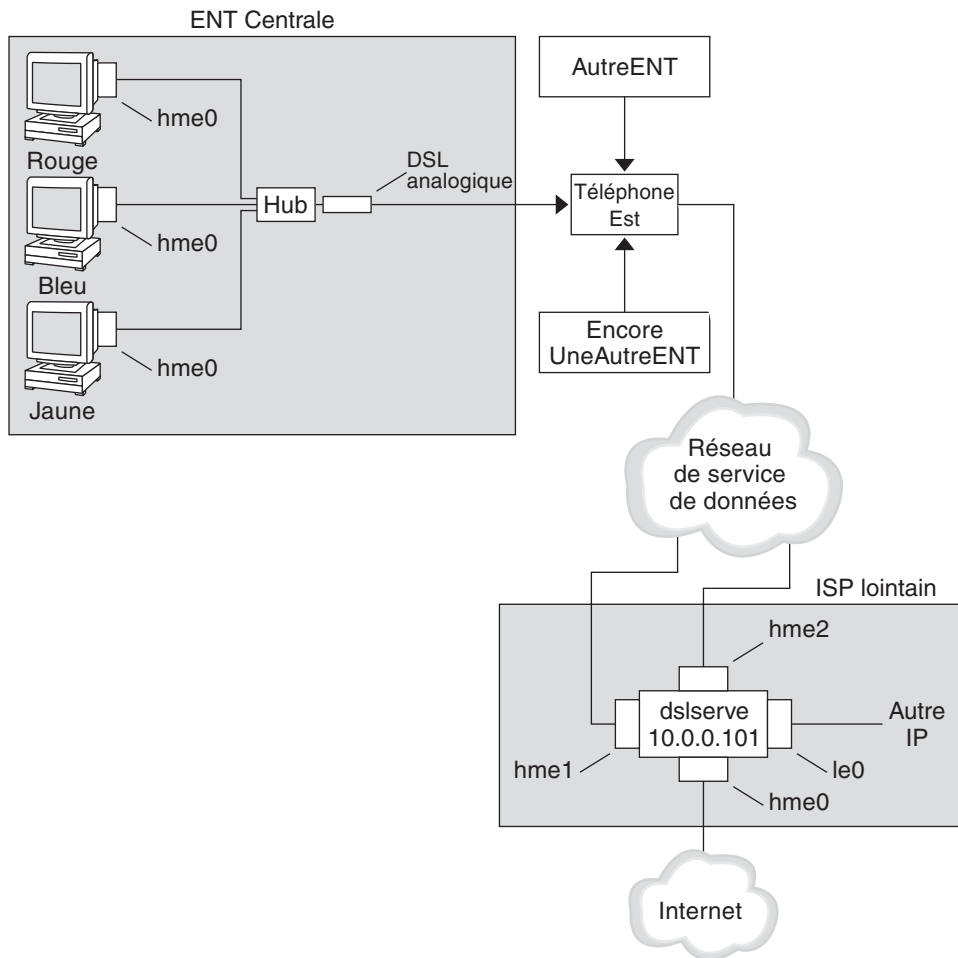 ENT Centrale
hme0
Rouge
hme0
Bleu
hme0
Jaune
Hub
DSL
analogique
AutreENT
Téléphone
Est
Encore
UneAutreENT
Réseau
de service
de données
ISP lointain
hme2
dslserve
10.0.0.101
Autre
IP
hme1
le0
hme0
Internet